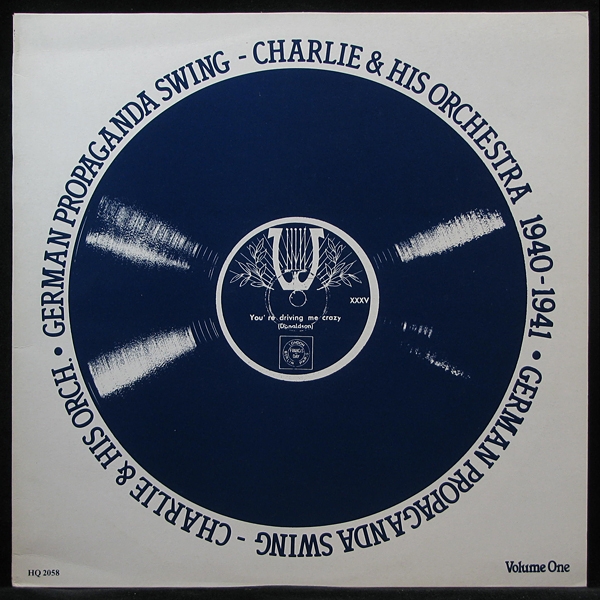 GERMAN PROPAGANDA SWING - CHARLIE & HIS ORCHESTRA 1940-1941 •
GERMAN PROPAGANDA SWING - CHARLIE & HIS ORCH. •
XXXV
You' re driving me crazy
(Donaldson)
HQ 2058
Volume One